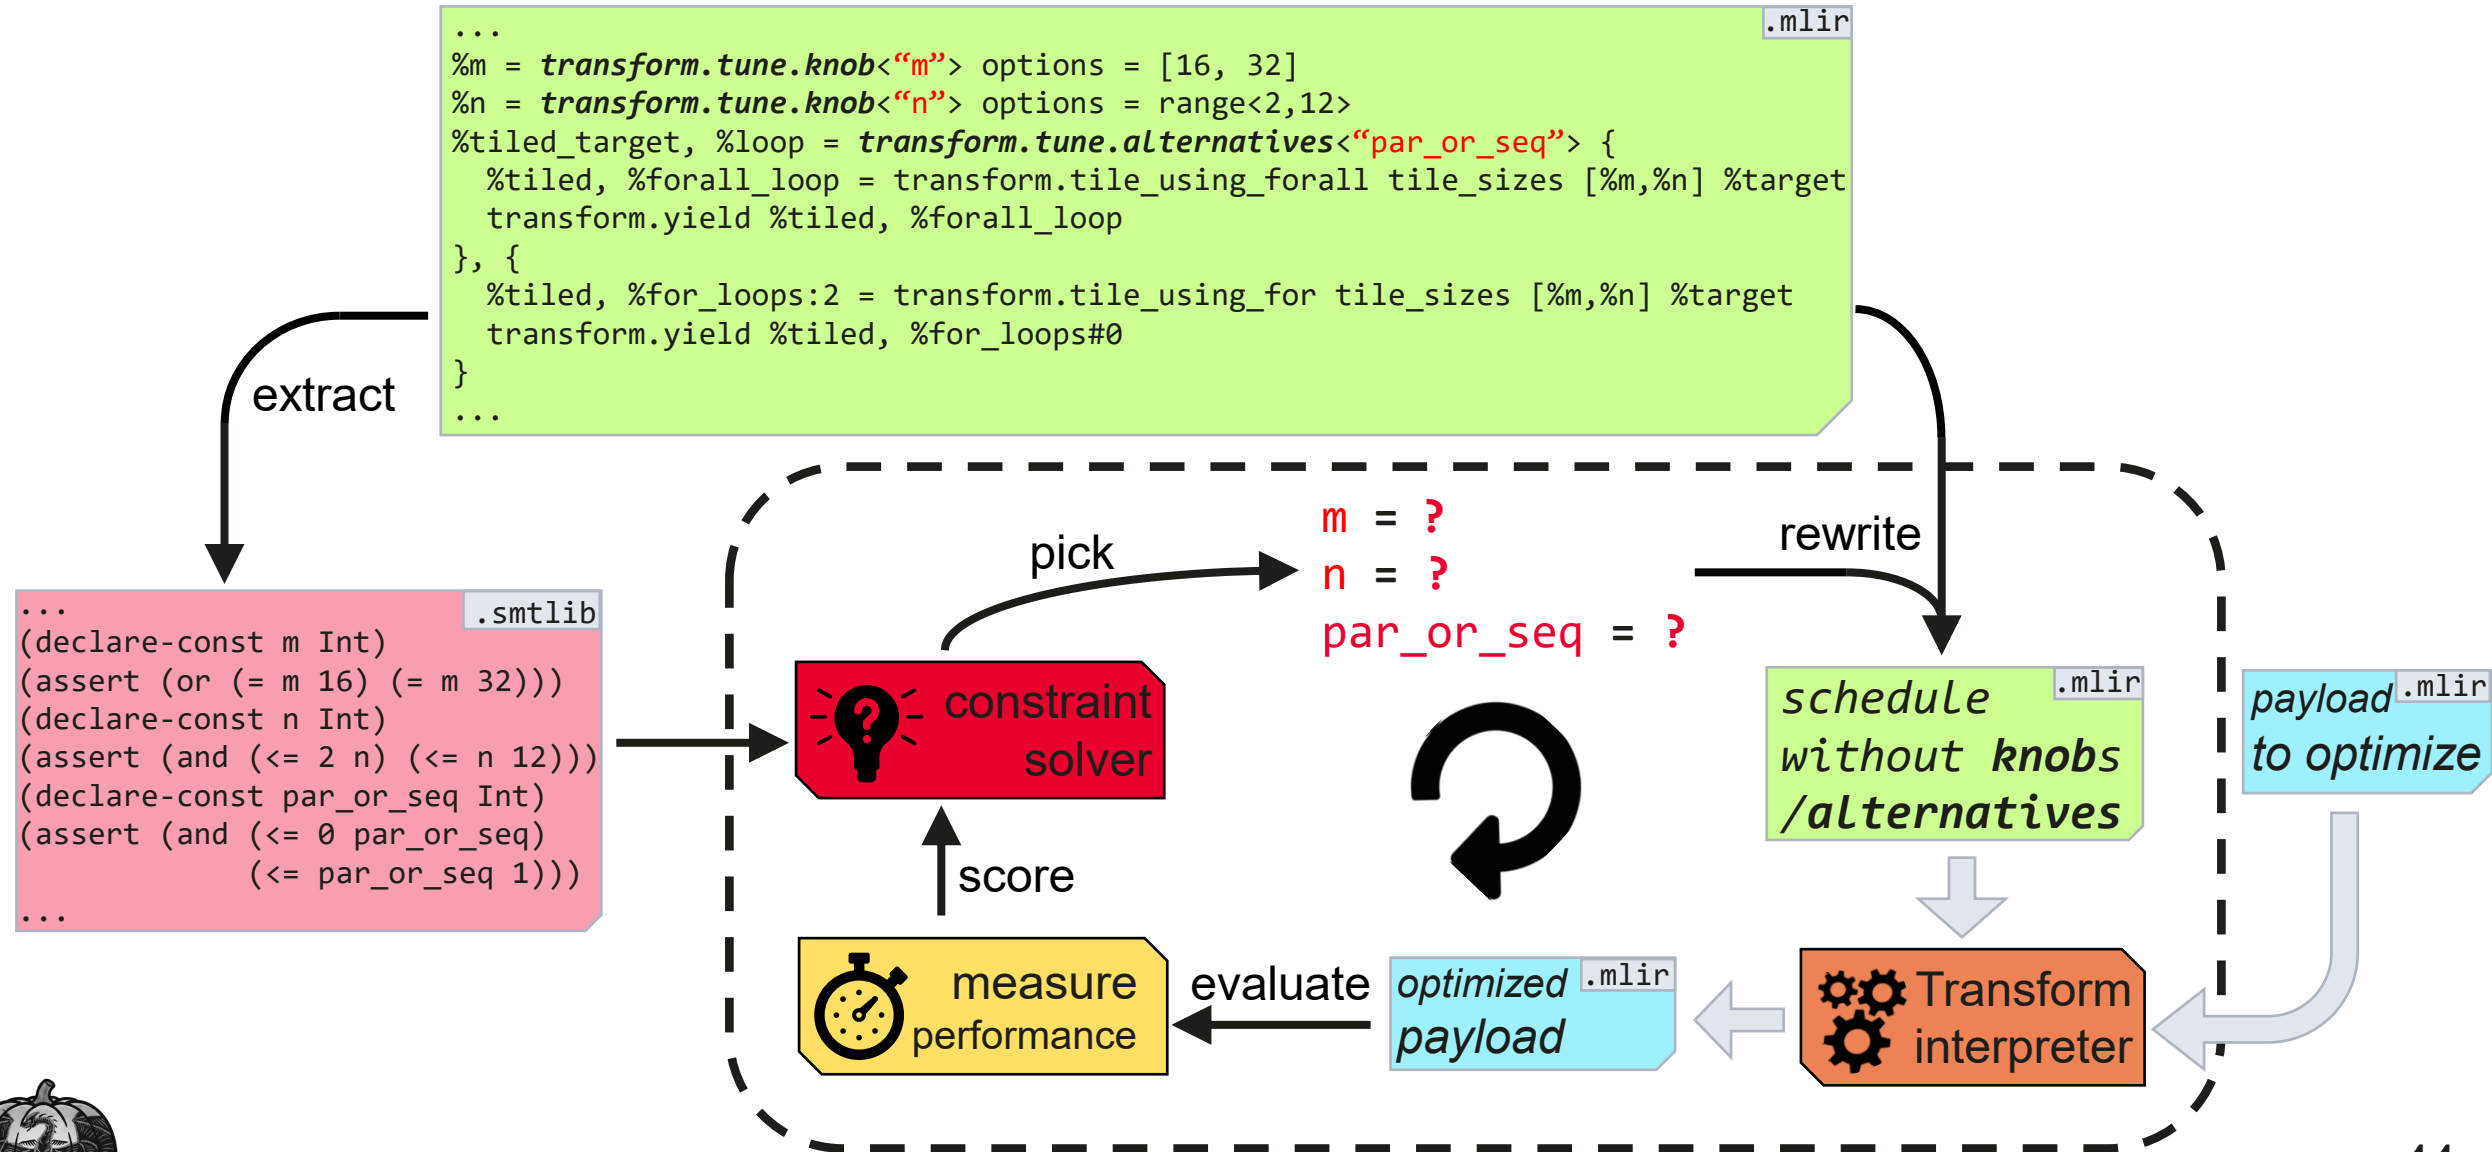 ...
.mlir
%m = transform.tune.knob<“m”> options = [16, 32]
%n = transform.tune.knob<“n”> options = range<2,12>
%tiled_target, %loop = transform.tune.alternatives<“par_or_seq”> {
  %tiled, %forall_loop = transform.tile_using_forall tile_sizes [%m,%n] %target
  transform.yield %tiled, %forall_loop
}, {
  %tiled, %for_loops:2 = transform.tile_using_for tile_sizes [%m,%n] %target
  transform.yield %tiled, %for_loops#0
}
...
extract
...
.smtlib
(declare-const m Int)
(assert (or (= m 16) (= m 32)))
(declare-const n Int)
(assert (and (<= 2 n) (<= n 12)))
(declare-const par_or_seq Int)
(assert (and (<= 0 par_or_seq)
(<= par_or_seq 1)))
...
pick
m = ?
n = ?
par_or_seq = ?
rewrite
constraint
solver
.mlir
schedule
without knobs
/alternatives
.mlir
payload
to optimize
score
measure
performance
evaluate
.mlir
optimized
payload
Transform
interpreter